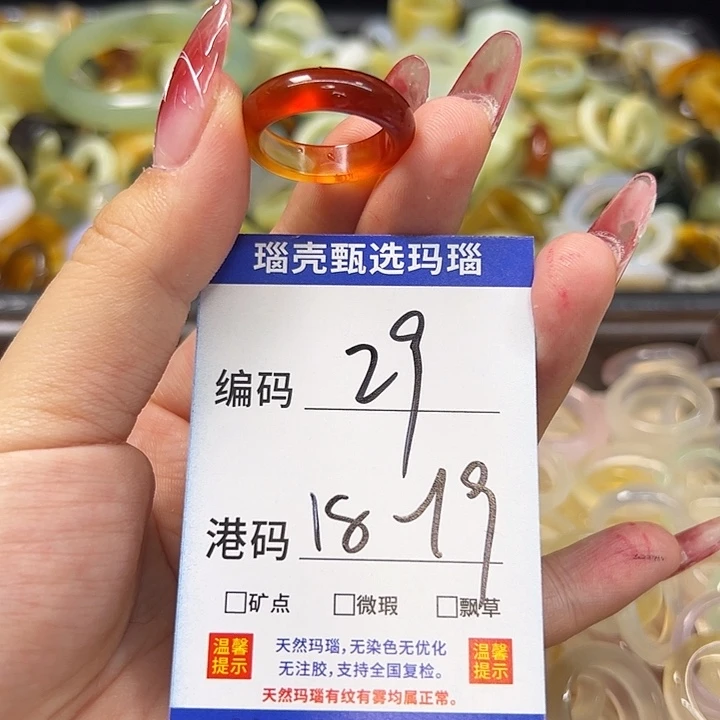 瑙壳甄选玛瑙
编码 29
港码 18-19
□矿点 □微瑕 □飘草
温馨提示
天然玛瑙，无染色无优化
无注胶，支持全国复检。
温馨提示
天然玛瑙有纹有雾均属正常。